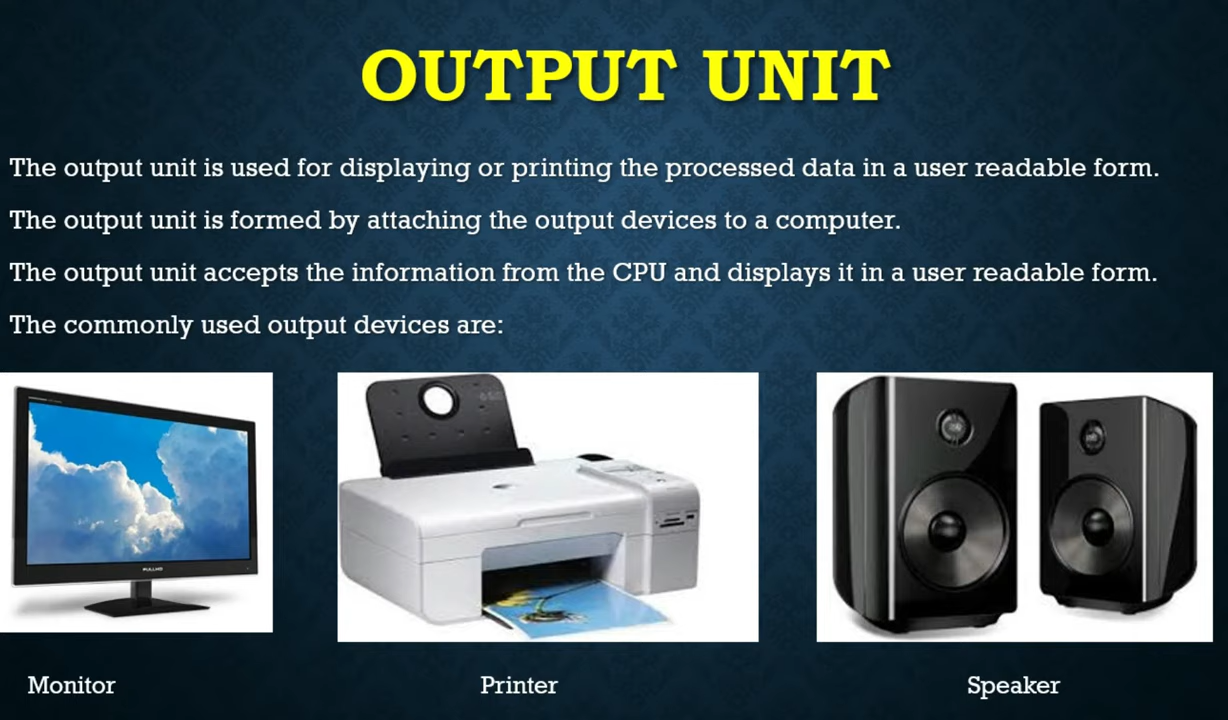 OUTPUT UNIT
The output unit is used for displaying or printing the processed data in a user readable form.
The output unit is formed by attaching the output devices to a computer.
The output unit accepts the information from the CPU and displays it in a user readable form.
The commonly used output devices are:
FULLHD
Monitor
Printer
Speaker